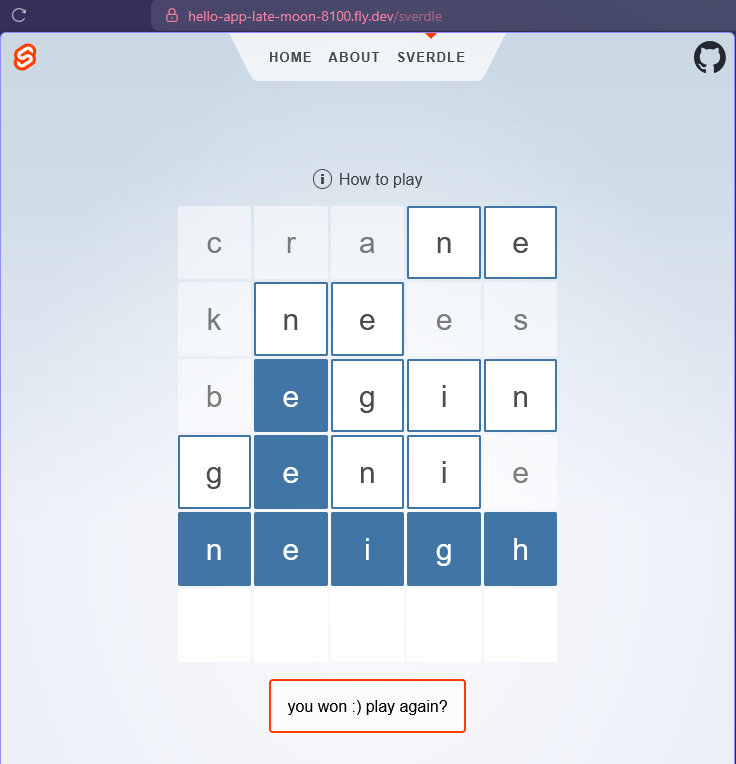 hello-app-late-moon-8100.fly.dev/sverdle
HOME ABOUT SVERDLE
i How to play
c r a n e
k n e e s
b e g i n
g e n i e
n e i g h
you won :) play again?